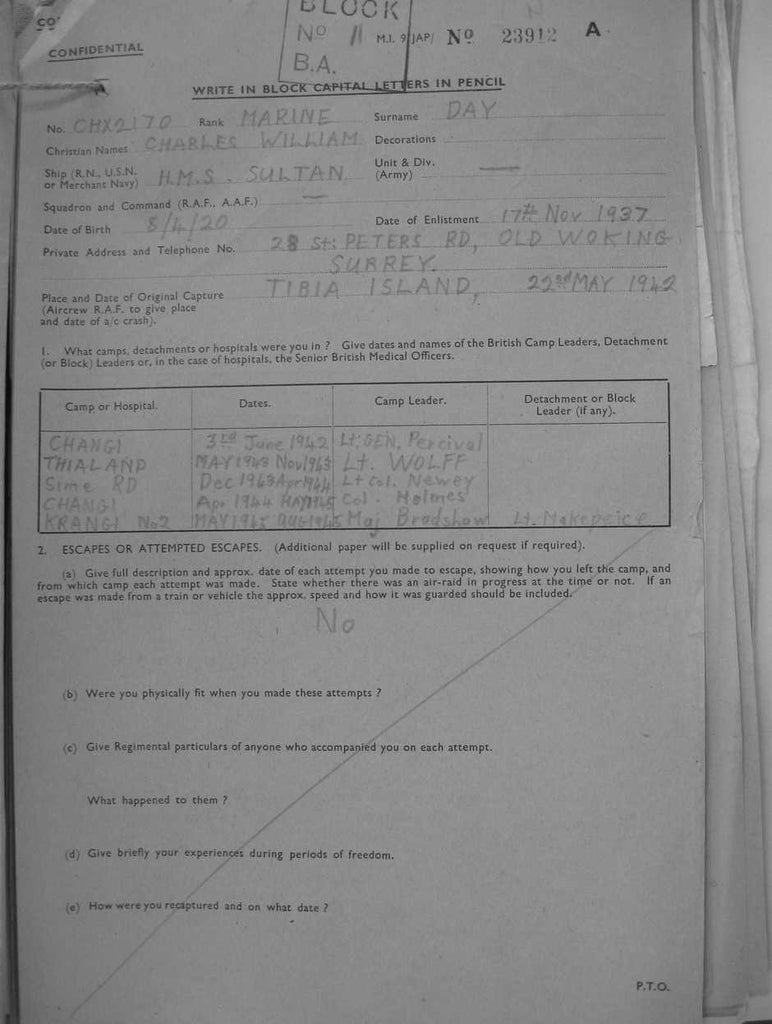 CO
CONFIDENTIAL
BLOCK
No 11
B.A.
M.I. 9/JAP/ No 23912 A
WRITE IN BLOCK CAPITAL LETTERS IN PENCIL
No. CHX2170 Rank MARINE Surname DAY
Christian Names CHARLES WILLIAM Decorations
Ship (R.N., U.S.N. or Merchant Navy) H.M.S. SULTAN Unit & Div. (Army) —
Squadron and Command (R.A.F., A.A.F.) —
Date of Birth 8/4/20 Date of Enlistment 17th Nov 1937
Private Address and Telephone No. 28 St: PETERS RD, OLD WOKING
SURREY.
Place and Date of Original Capture TIBIA ISLAND, 22nd MAY 1942
(Aircrew R.A.F. to give place
and date of a/c crash).
1. What camps, detachments or hospitals were you in ? Give dates and names of the British Camp Leaders, Detachment
(or Block) Leaders or, in the case of hospitals, the Senior British Medical Officers.
Camp or Hospital. Dates. Camp Leader. Detachment or Block Leader (if any).
CHANGI 3rd June 1942 Lt: GEN. Percival
THIALAND MAY 1943 Nov 1943 Lt. WOLFF
Sime RD Dec 1943 Apr 1944 Lt Col. Newey
CHANGI Apr 1944 MAY 1945 Col. Holmes
KRANGI No2 MAY 1945 AUG 1945 Maj Bradshaw Lt. Makepeice
2. ESCAPES OR ATTEMPTED ESCAPES. (Additional paper will be supplied on request if required).
(a) Give full description and approx. date of each attempt you made to escape, showing how you left the camp, and
from which camp each attempt was made. State whether there was an air-raid in progress at the time or not. If an
escape was made from a train or vehicle the approx. speed and how it was guarded should be included.
No
(b) Were you physically fit when you made these attempts ?
(c) Give Regimental particulars of anyone who accompanied you on each attempt.
What happened to them ?
(d) Give briefly your experiences during periods of freedom.
(e) How were you recaptured and on what date ?
P.T.O.